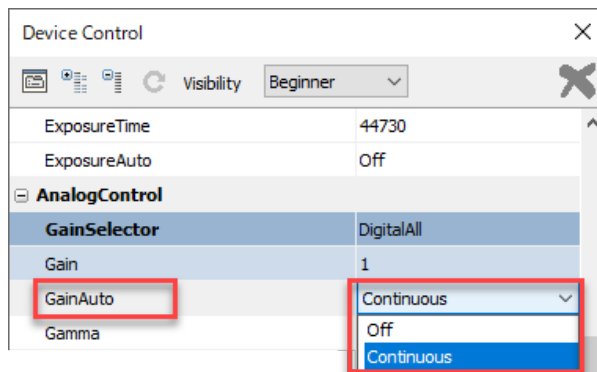 Device Control
Visibility Beginner
ExposureTime 44730
ExposureAuto Off
AnalogControl
GainSelector DigitalAll
Gain 1
GainAuto Continuous
Gamma Off
Continuous